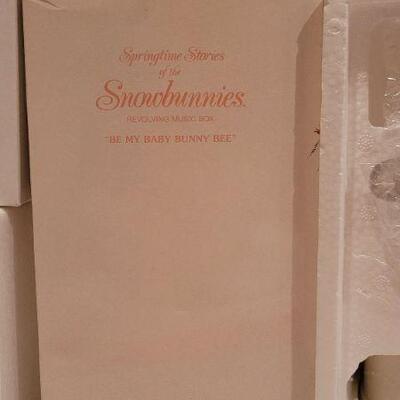 Springtime Stories
of the
Snowbunnies
REVOLVING MUSIC BOX
"BE MY BABY BUNNY BEE"